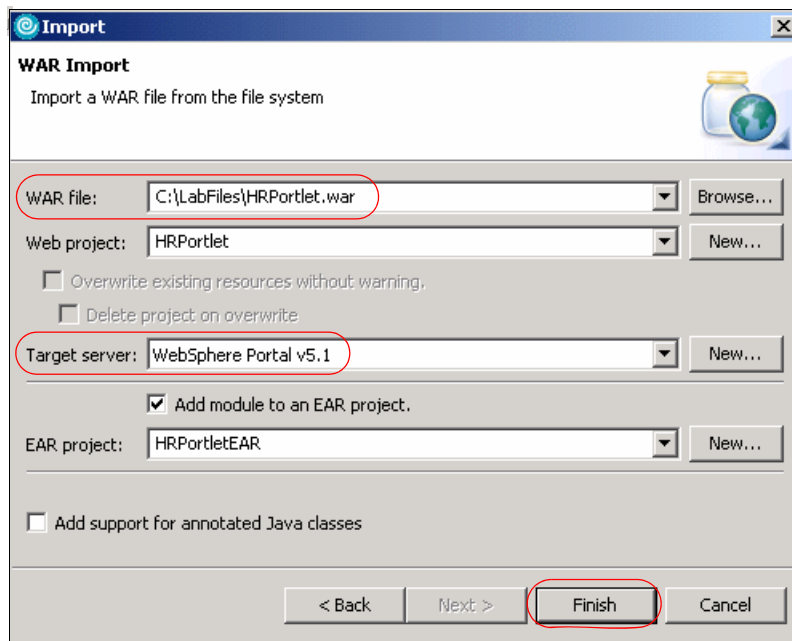 Import
WAR Import
Import a WAR file from the file system
WAR file: C:\LabFiles\HRPortlet.war Browse...
Web project: HRPortlet New...
Overwrite existing resources without warning.
Delete project on overwrite
Target server: WebSphere Portal v5.1 New...
Add module to an EAR project.
EAR project: HRPortletEAR New...
Add support for annotated Java classes
< Back Next > Finish Cancel